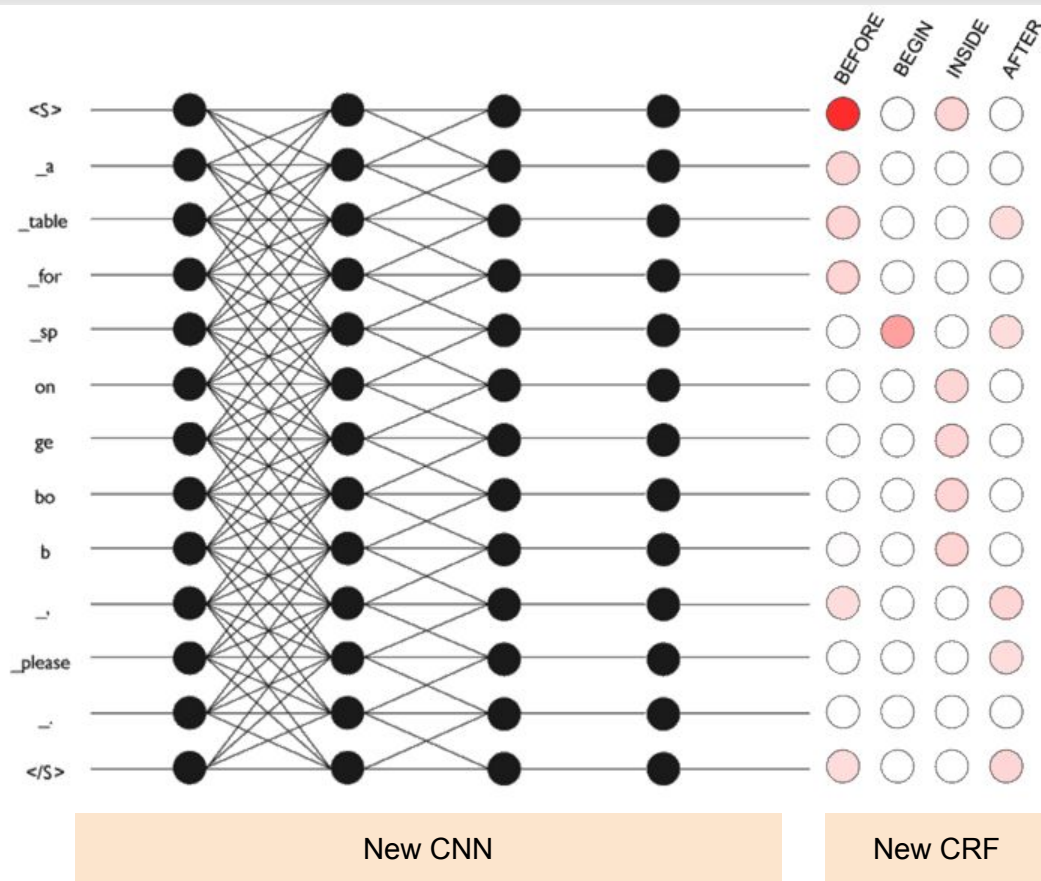 BEFORE BEGIN INSIDE AFTER
<S>
_a
_table
_for
_sp
on
ge
bo
b
_,
_please
_.
</S>
New CNN New CRF